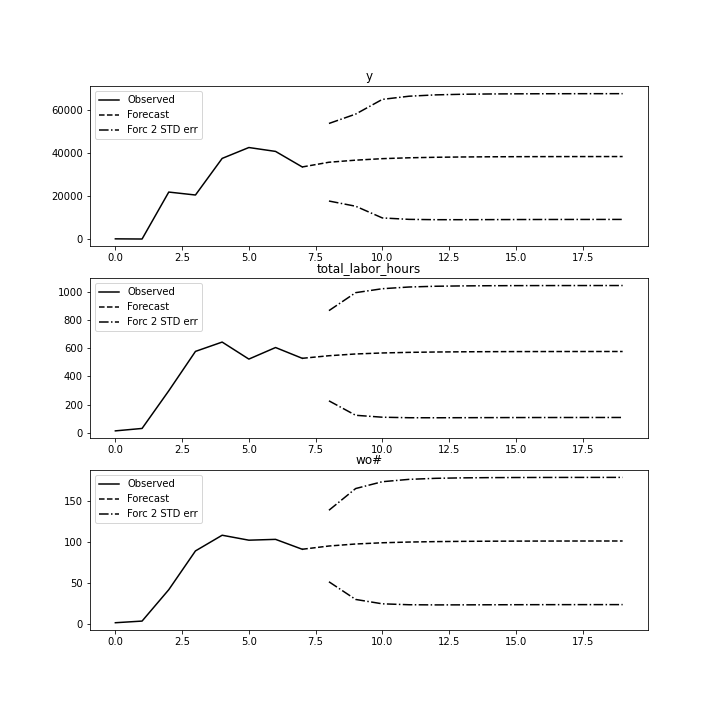 y
Observed
Forecast
Forc 2 STD err
60000
40000
20000
0
0.0 2.5 5.0 7.5 10.0 12.5 15.0 17.5
total_labor_hours
Observed
Forecast
Forc 2 STD err
1000
800
600
400
200
0
0.0 2.5 5.0 7.5 10.0 12.5 15.0 17.5
wo#
Observed
Forecast
Forc 2 STD err
150
100
50
0
0.0 2.5 5.0 7.5 10.0 12.5 15.0 17.5